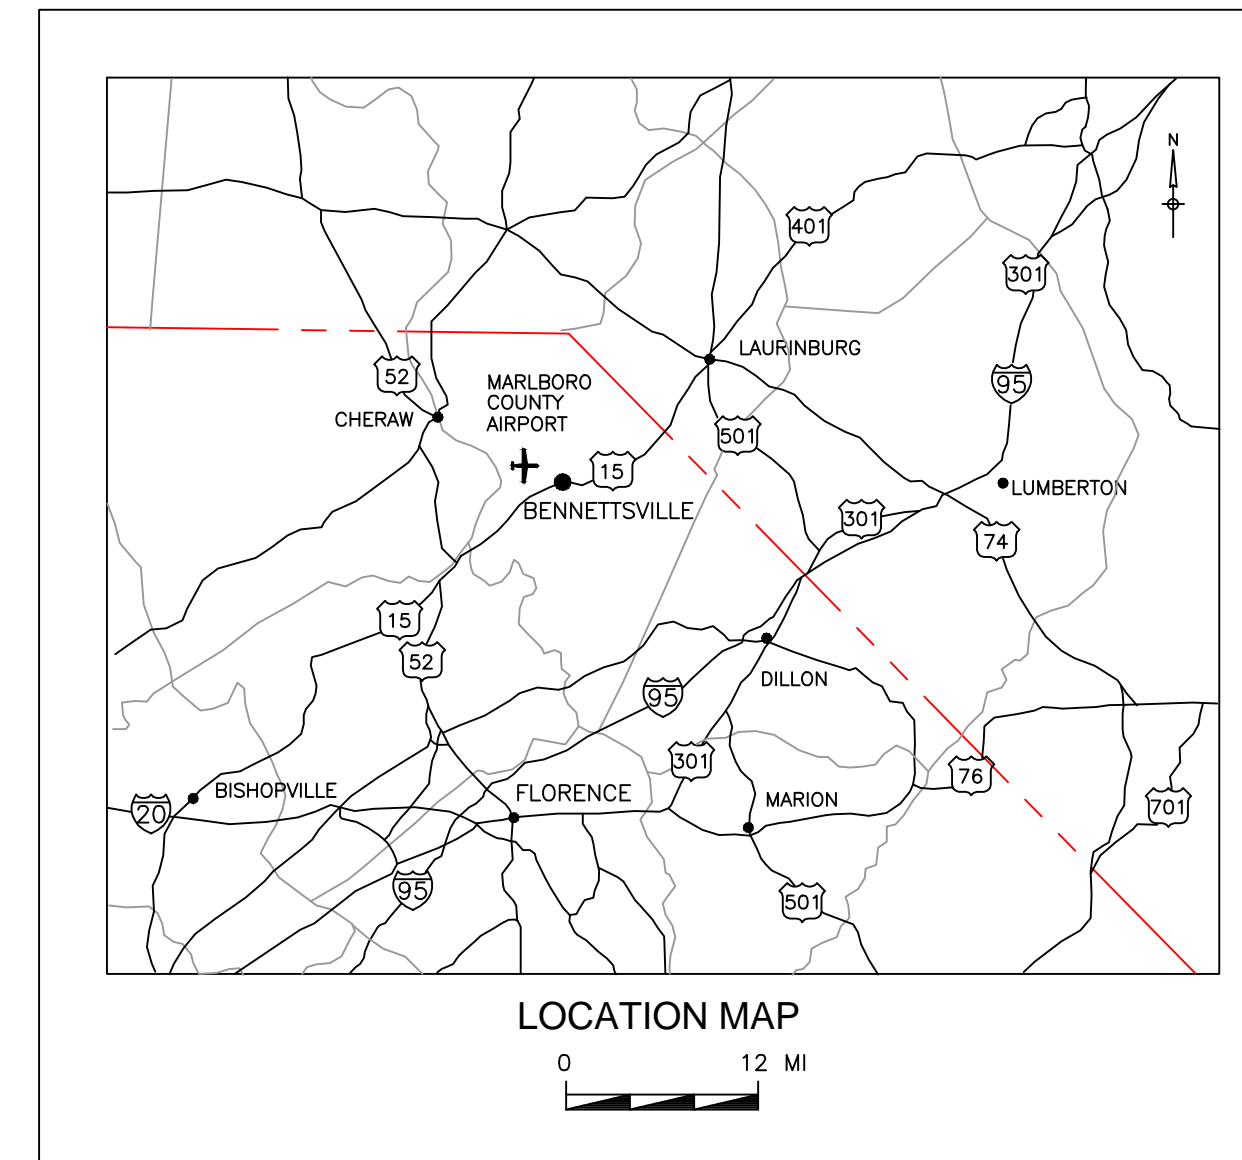 N
401
301
LAURINBURG
52
MARLBORO
COUNTY
AIRPORT
95
CHERAW
501
15
LUMBERTON
BENNETTSVILLE
301
74
15
52
DILLON
95
301
76
BISHOPVILLE
FLORENCE
MARION
20
701
95
501
LOCATION MAP
0 12 MI